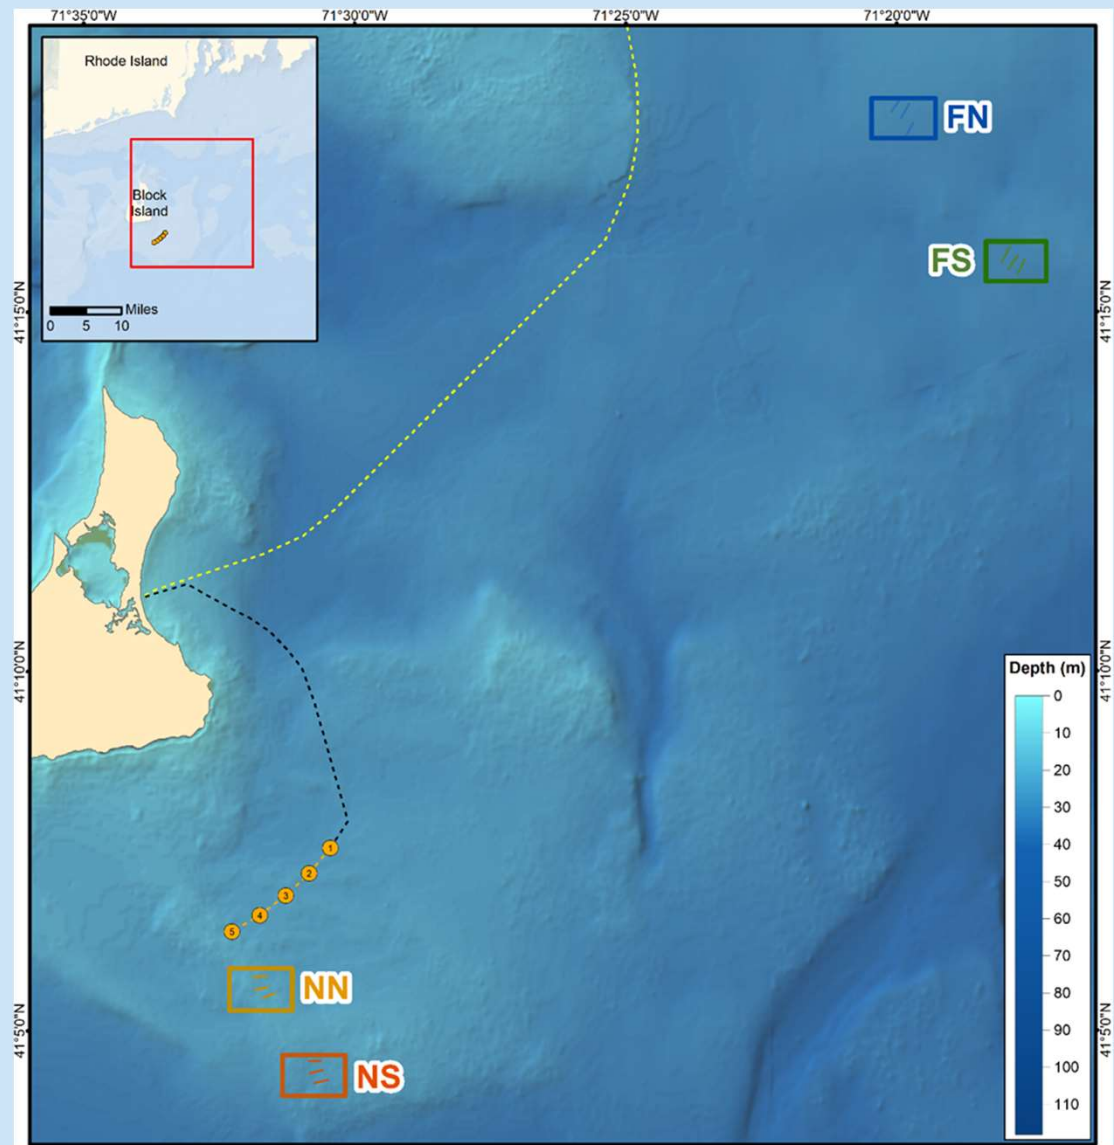 71°35'0"W
71°30'0"W
71°25'0"W
71°20'0"W
Rhode Island
Block
Island
Miles
0 5 10
FN
FS
41°15'0"N
41°15'0"N
41°10'0"N
41°10'0"N
Depth (m)
0
10
20
30
40
50
60
70
80
90
100
110
1
2
3
4
5
NN
NS
41°5'0"N
41°5'0"N